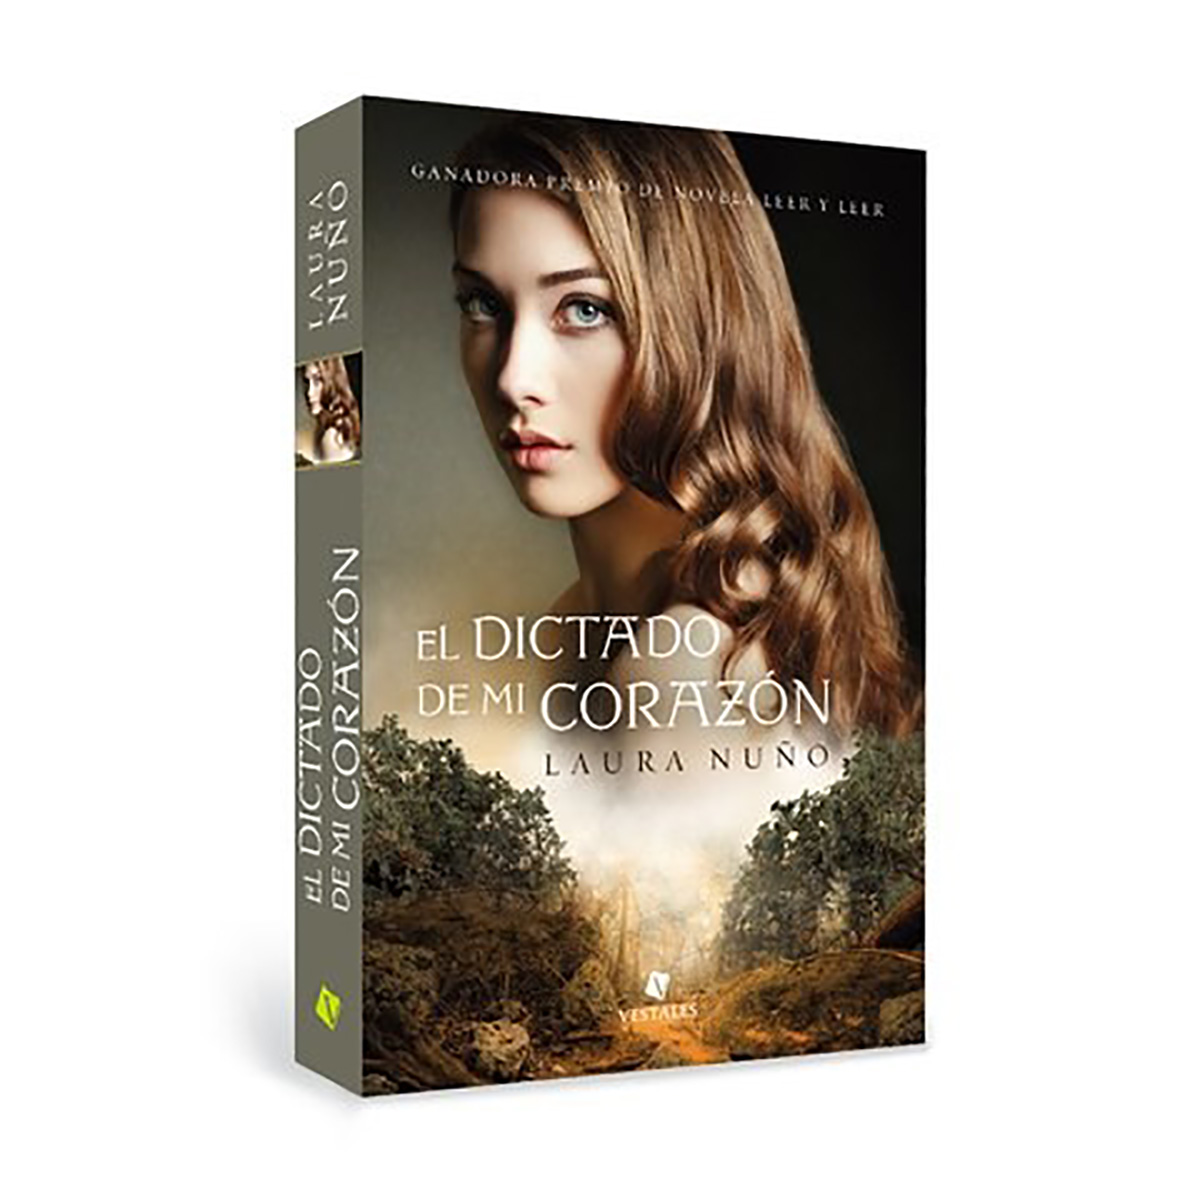 GANADORA PREMIO DE NOVELA LEER Y LEER
EL DICTADO
DE MI CORAZÓN
LAURA NUÑO
VESTALES
LAURA
NUÑO
EL DICTADO
DE MI CORAZÓN
V